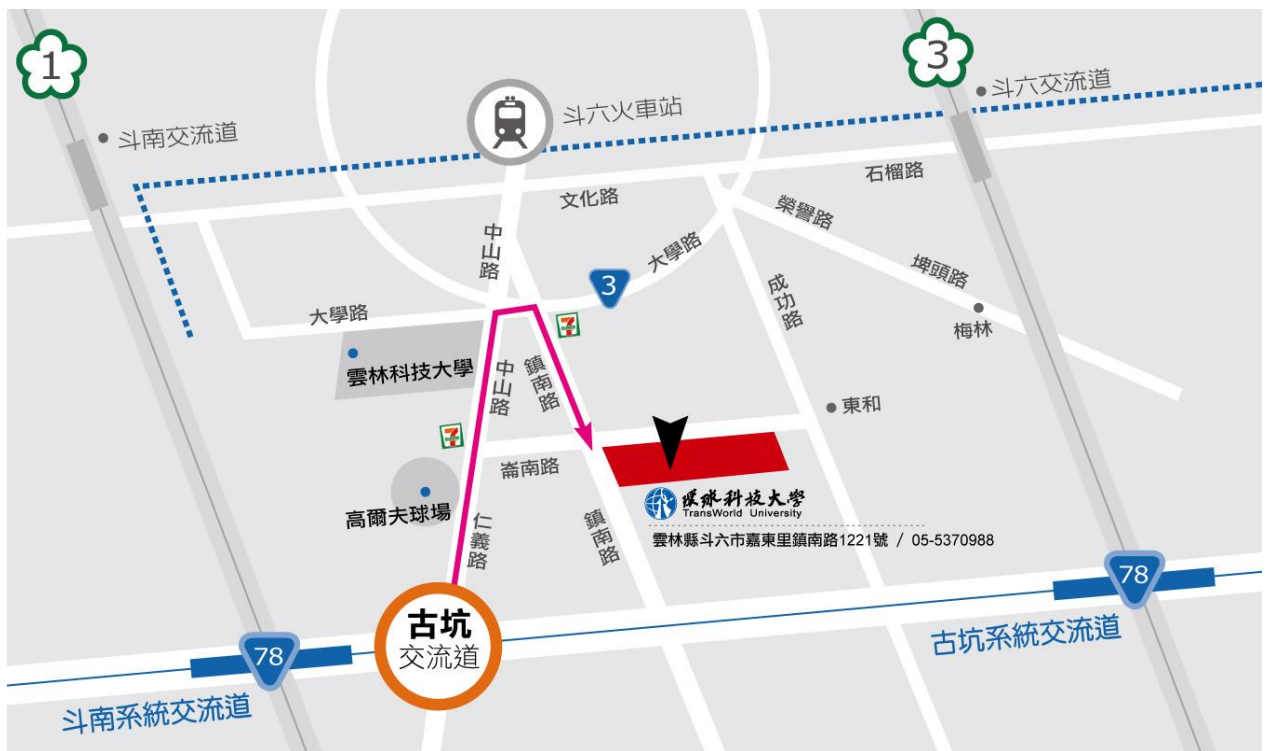 1
3
斗南交流道
斗六火車站
斗六交流道
石榴路
文化路
榮譽路
中山路
大學路
埤頭路
3
成功路
大學路
7
梅林
雲林科技大學
中山路
鎮南路
東和
7
崙南路
環球科技大學
TransWorld University
高爾夫球場
仁義路
鎮南路
雲林縣斗六市嘉東里鎮南路1221號 / 05-5370988
78
古坑
交流道
古坑系統交流道
78
斗南系統交流道